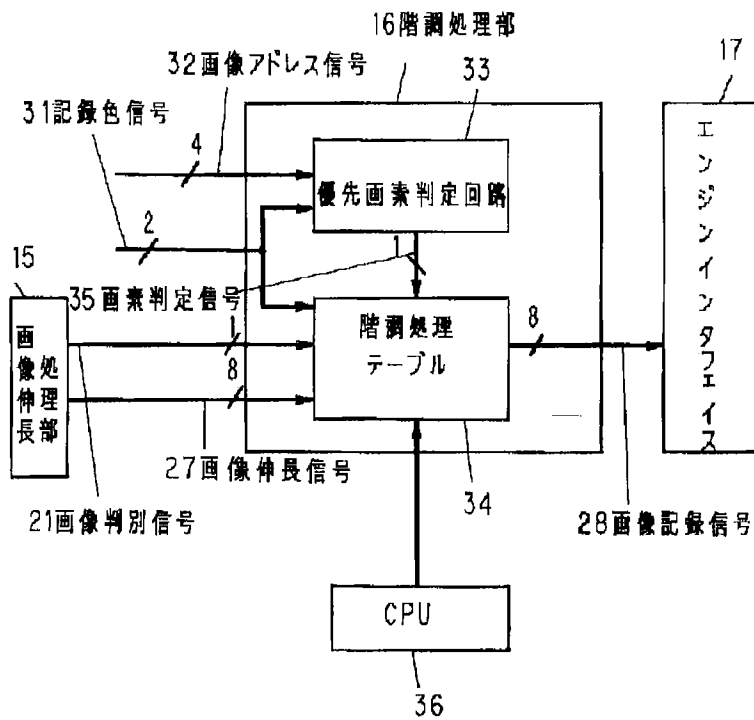 16階調処理部
17
32画像アドレス信号
33
31記録色信号
4
優先画素判定回路
2
1
15
35画素判定信号
階調処理
テーブル
8
エンジンインタフェイス
画像伸長
処理部
1
8
27画像伸長信号
34
21画像判別信号
28画像記録信号
CPU
36